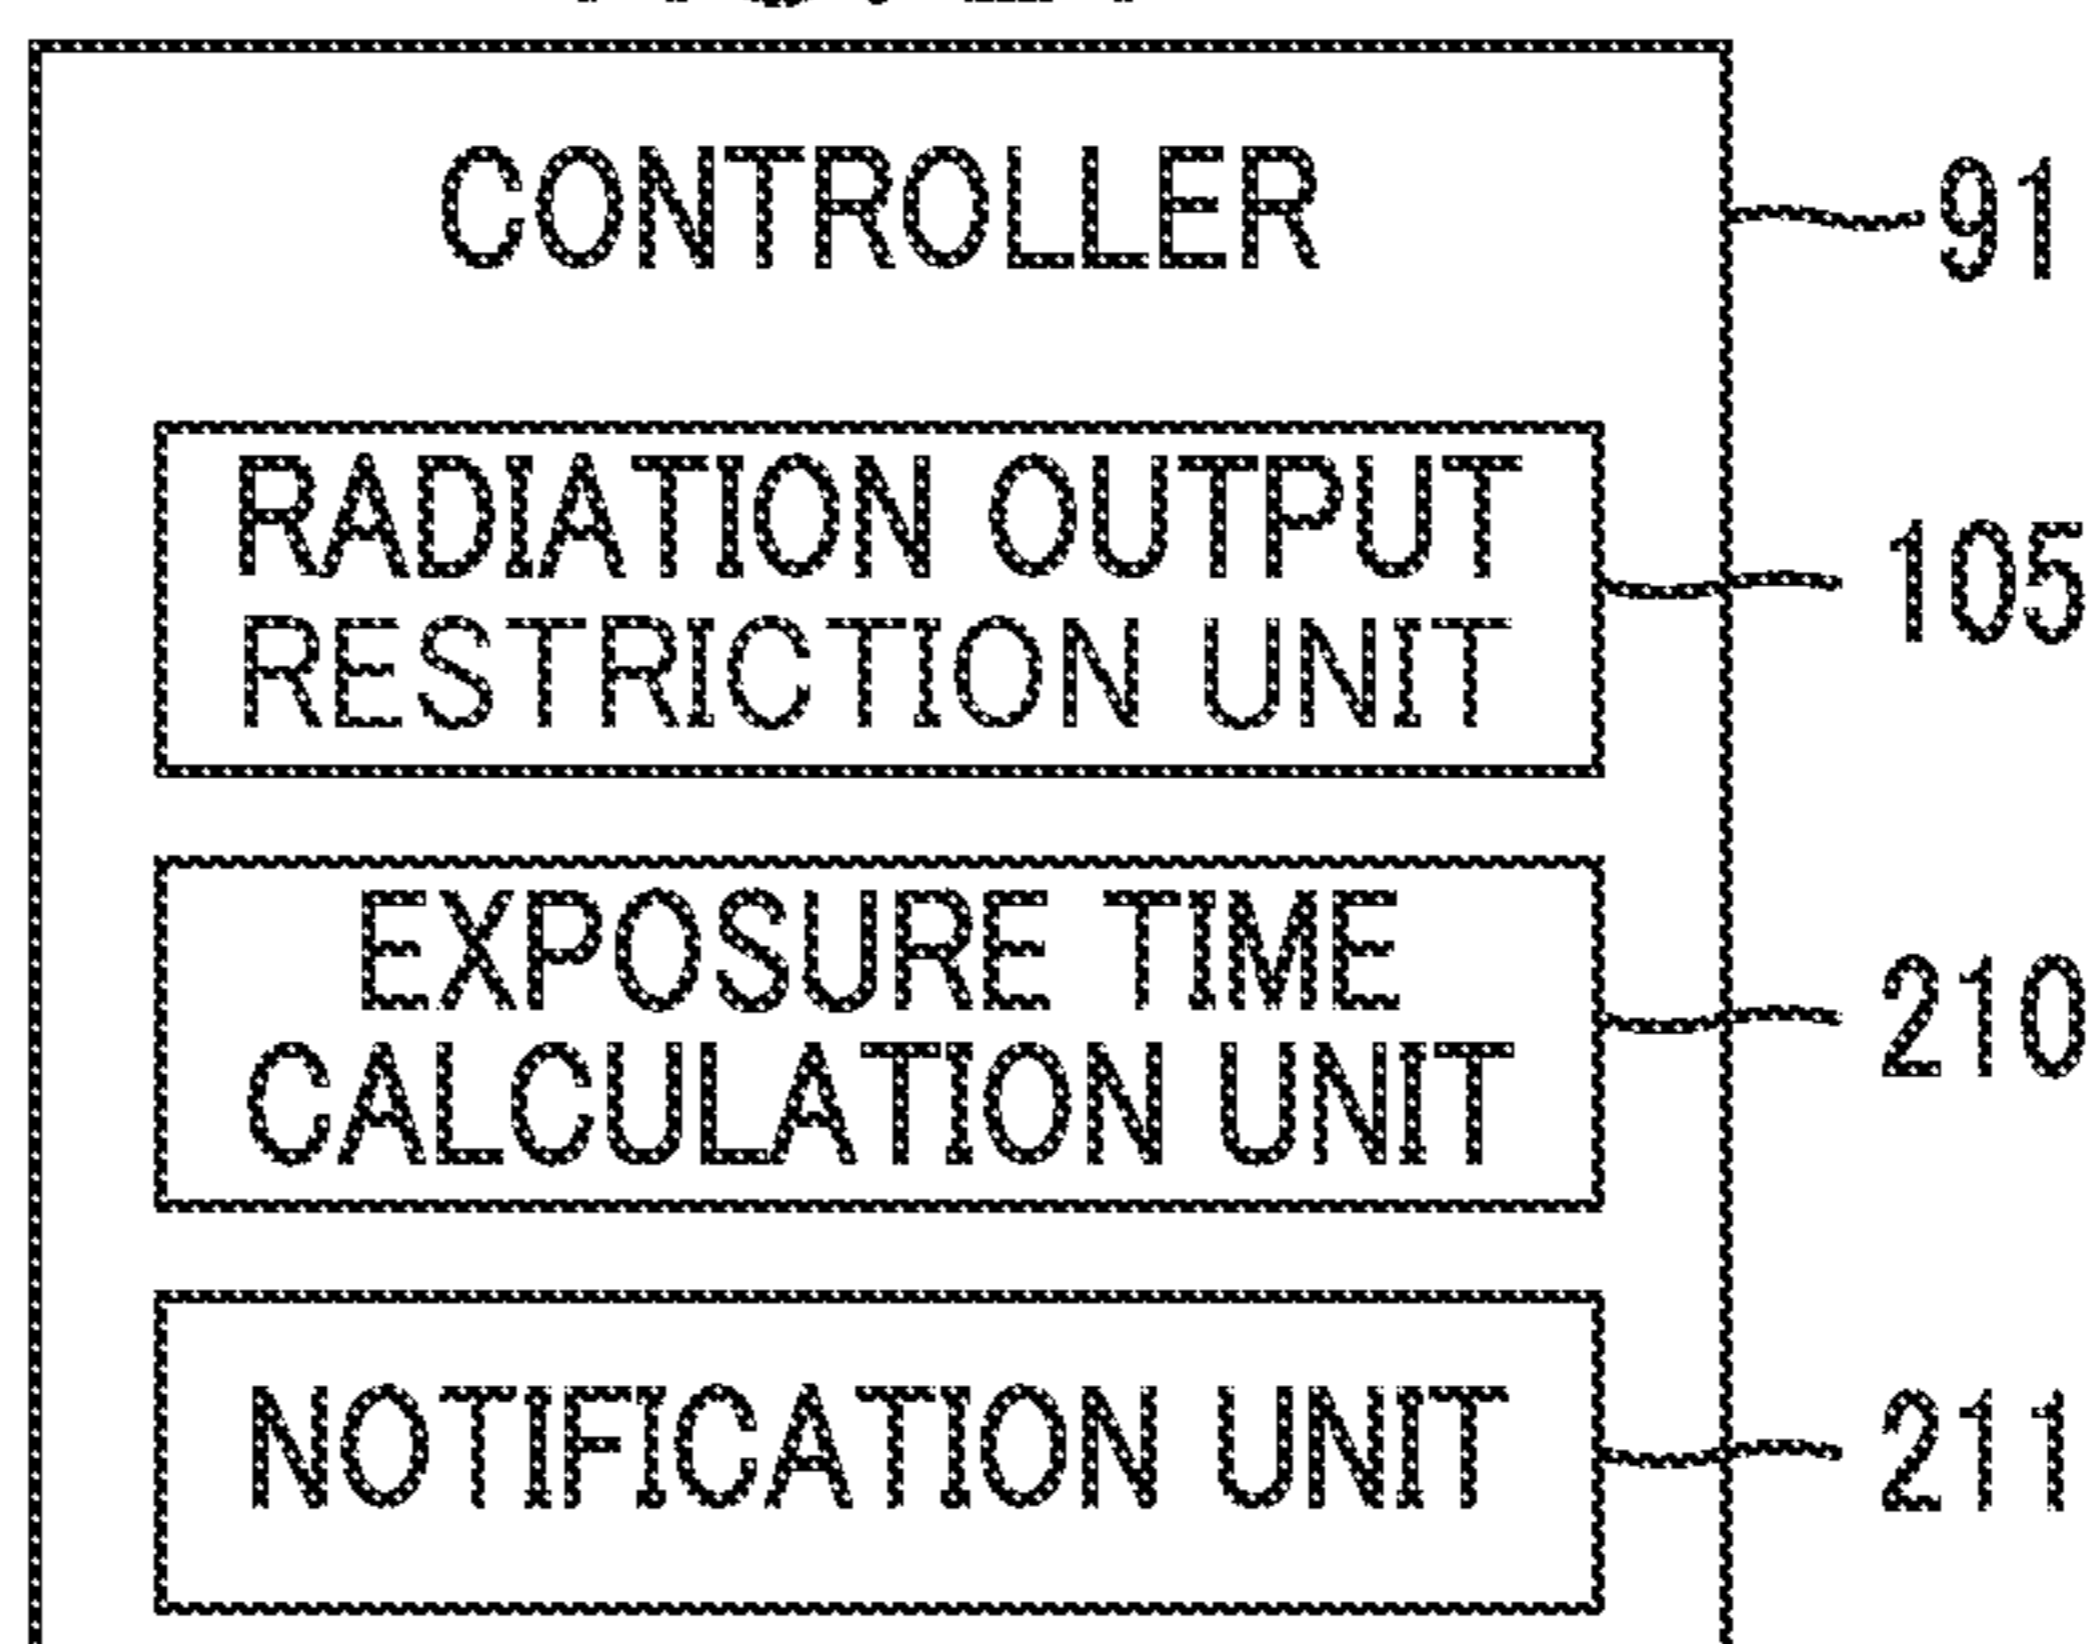 CONTROLLER
91
RADIATION OUTPUT
RESTRICTION UNIT
105
EXPOSURE TIME
CALCULATION UNIT
210
NOTIFICATION UNIT
211